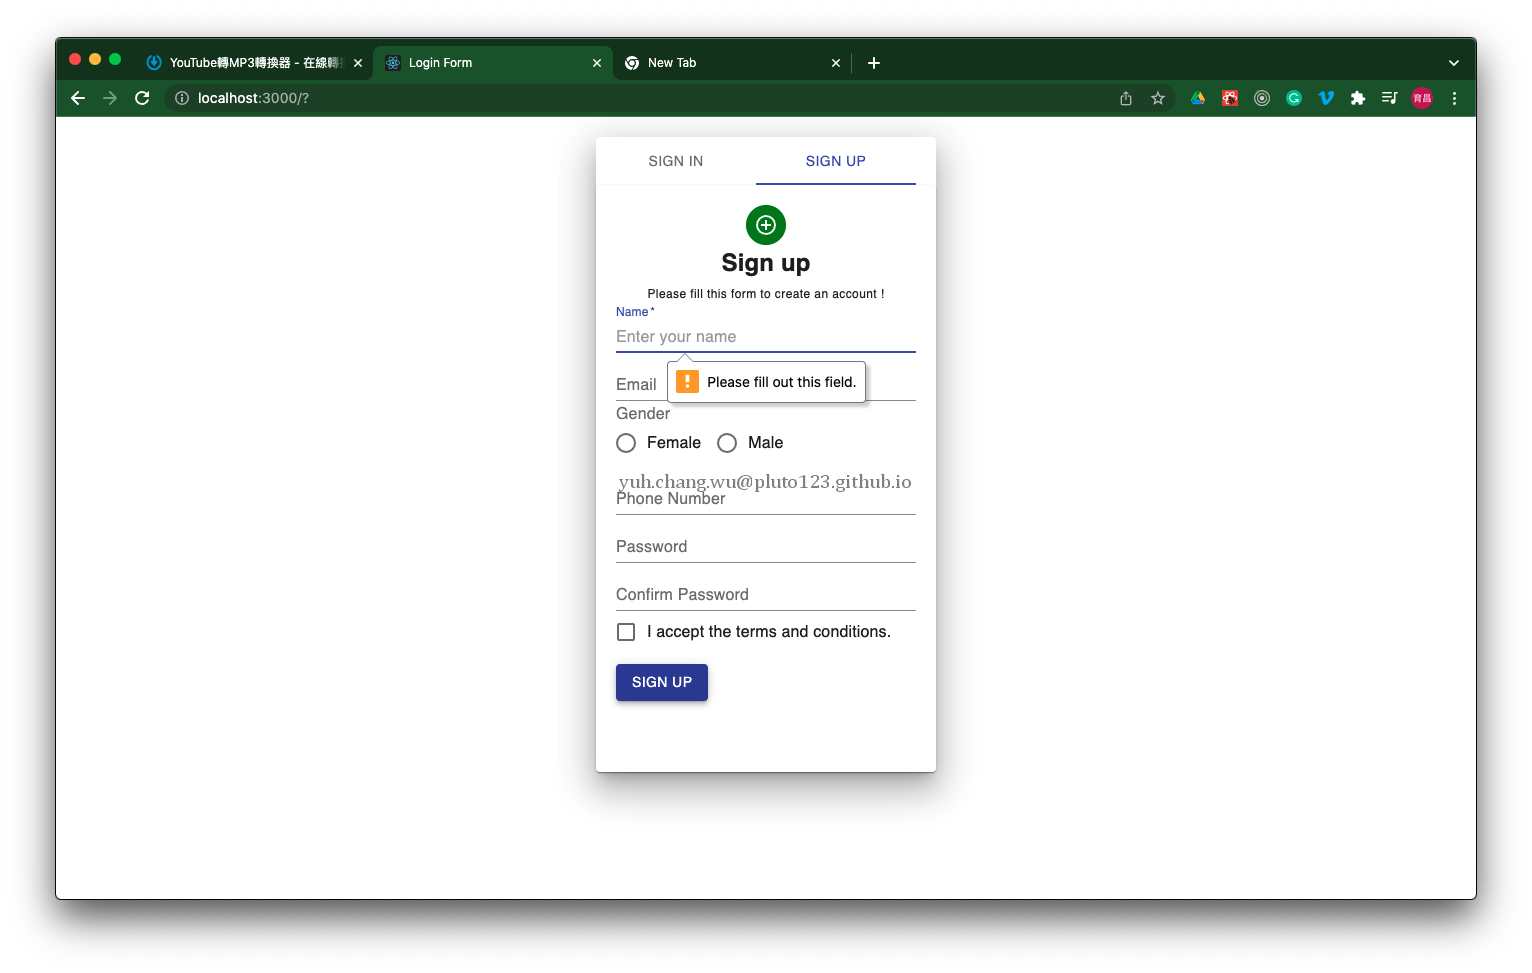 YouTube轉MP3轉換器 - 在線轉
Login Form
New Tab
localhost:3000/?
育昌
SIGN IN
SIGN UP
Sign up
Please fill this form to create an account !
Name *
Enter your name
Please fill out this field.
Email
Gender
Female
Male
yuh.chang.wu@pluto123.github.io
Phone Number
Password
Confirm Password
I accept the terms and conditions.
SIGN UP